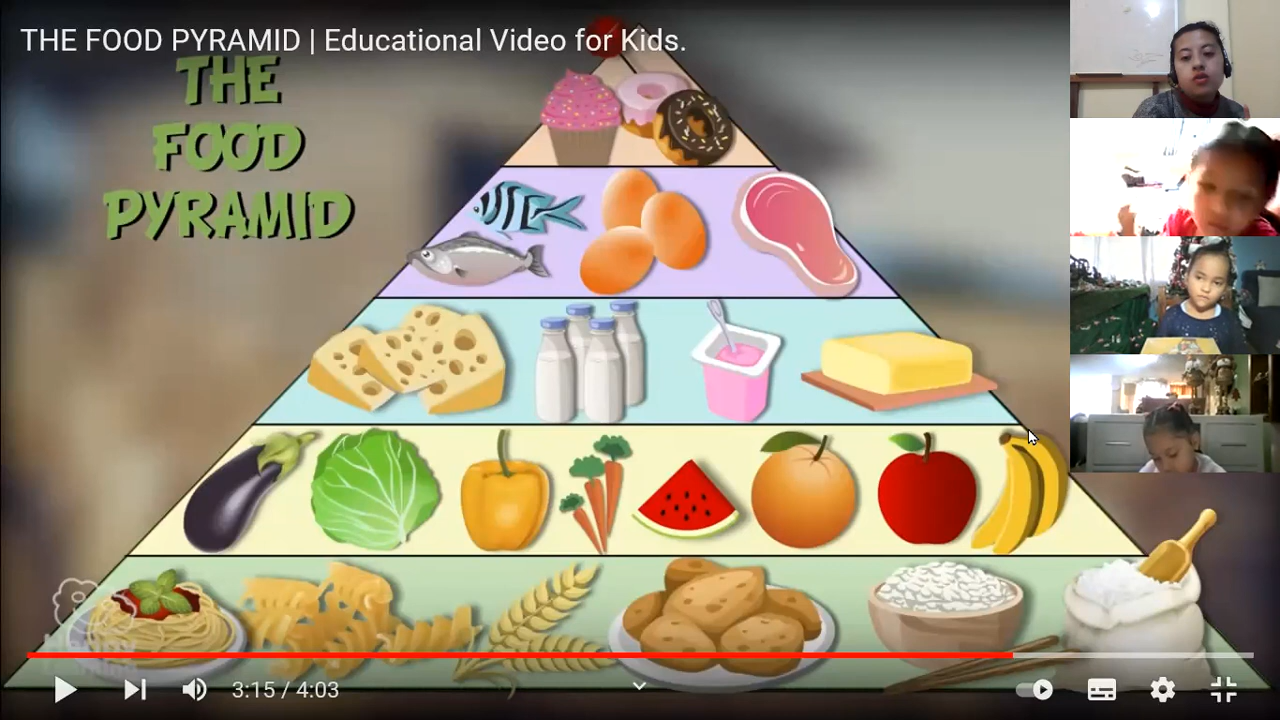 THE FOOD PYRAMID | Educational Video for Kids.
THE
FOOD
PYRAMID
3:15 / 4:03